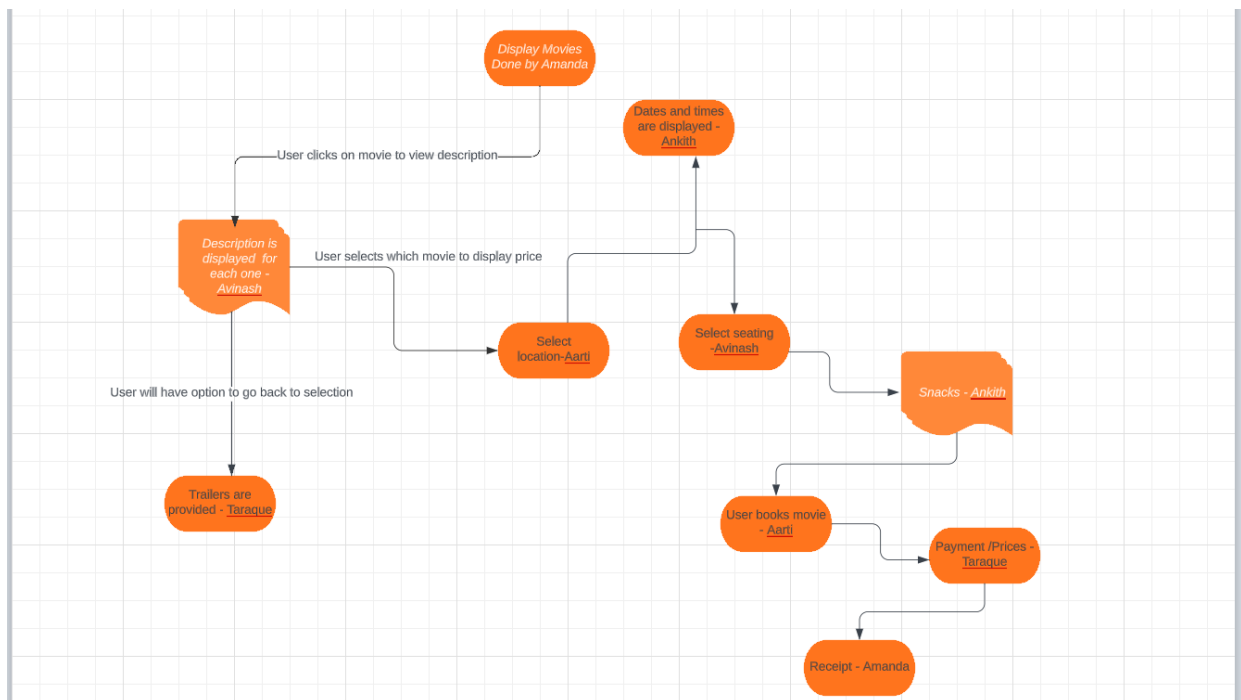 Display Movies
Done by Amanda
Dates and times
are displayed -
Ankith
User clicks on movie to view description
Description is
displayed for
each one -
Avinash
User selects which movie to display price
Select
location-Aarti
Select seating
-Avinash
User will have option to go back to selection
Snacks - Ankith
Trailers are
provided - Taraque
User books movie
- Aarti
Payment /Prices -
Taraque
Receipt - Amanda